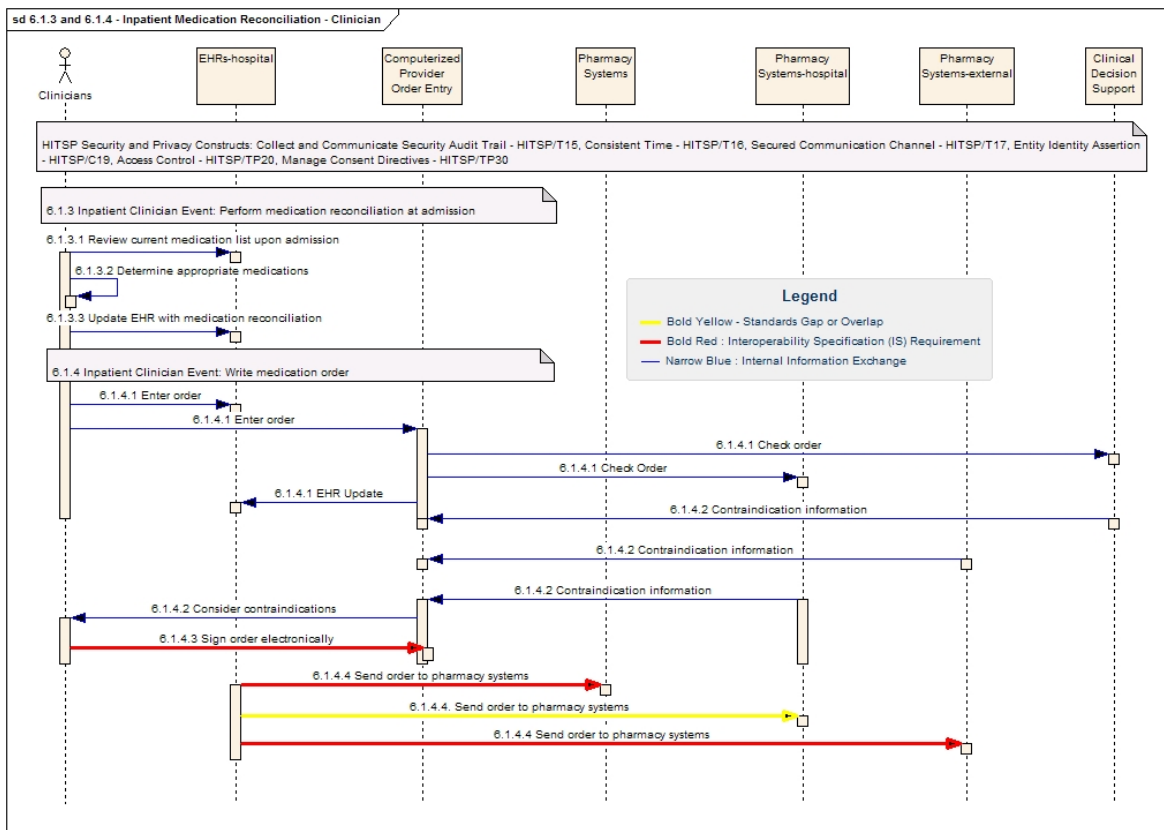 sd 6.1.3 and 6.1.4 - Inpatient Medication Reconciliation - Clinician
Clinicians
EHRs-hospital
Computerized
Provider
Order Entry
Pharmacy
Systems
Pharmacy
Systems-hospital
Pharmacy
Systems-external
Clinical
Decision
Support
HITSP Security and Privacy Constructs: Collect and Communicate Security Audit Trail - HITSP/T15, Consistent Time - HITSP/T16, Secured Communication Channel - HITSP/T17, Entity Identity Assertion
- HITSP/C19, Access Control - HITSP/TP20, Manage Consent Directives - HITSP/TP30
6.1.3 Inpatient Clinician Event: Perform medication reconciliation at admission
6.1.3.1 Review current medication list upon admission
6.1.3.2 Determine appropriate medications
6.1.3.3 Update EHR with medication reconciliation
Legend
Bold Yellow - Standards Gap or Overlap
Bold Red : Interoperability Specification (IS) Requirement
Narrow Blue : Internal Information Exchange
6.1.4 Inpatient Clinician Event: Write medication order
6.1.4.1 Enter order
6.1.4.1 Enter order
6.1.4.1 Check order
6.1.4.1 Check Order
6.1.4.1 EHR Update
6.1.4.2 Contraindication information
6.1.4.2 Contraindication information
6.1.4.2 Contraindication information
6.1.4.2 Consider contraindications
6.1.4.3 Sign order electronically
6.1.4.4 Send order to pharmacy systems
6.1.4.4. Send order to pharmacy systems
6.1.4.4 Send order to pharmacy systems